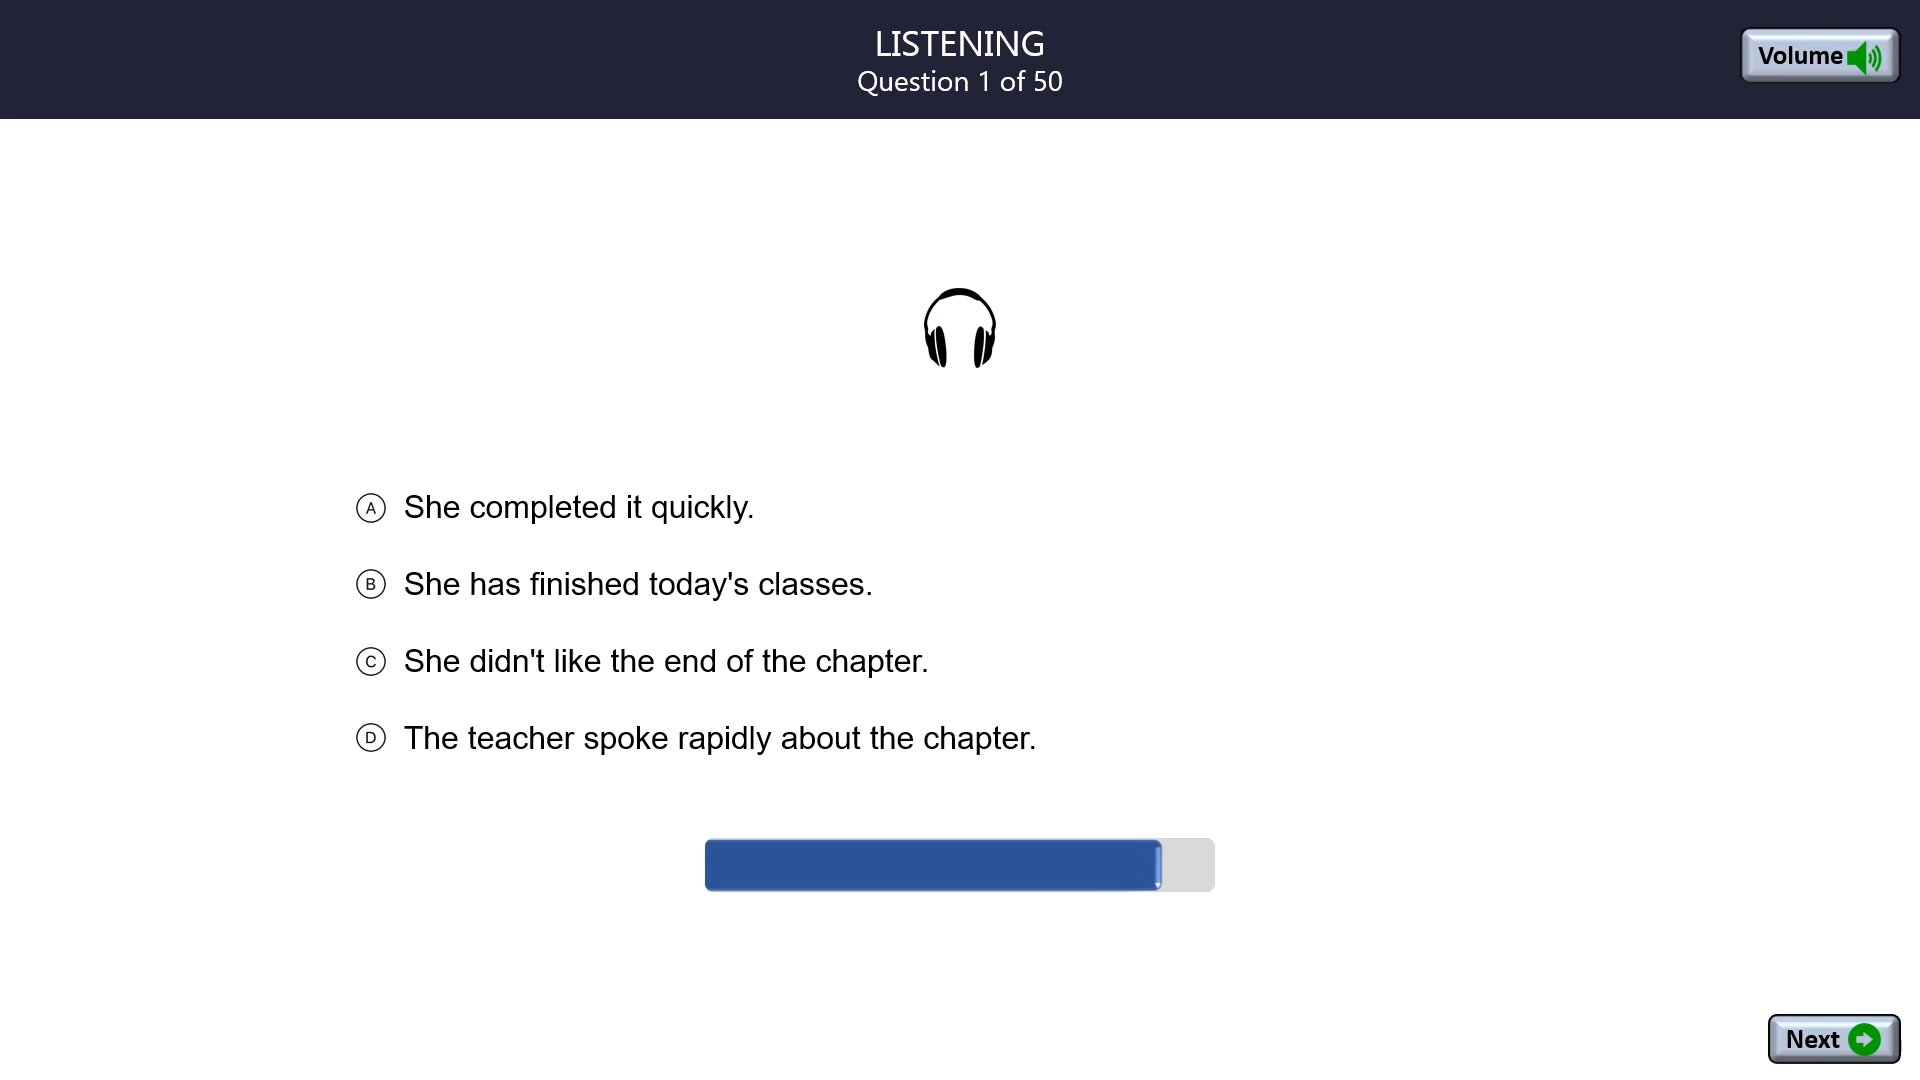 LISTENING
Question 1 of 50
Volume
A She completed it quickly.
B She has finished today's classes.
C She didn't like the end of the chapter.
D The teacher spoke rapidly about the chapter.
Next